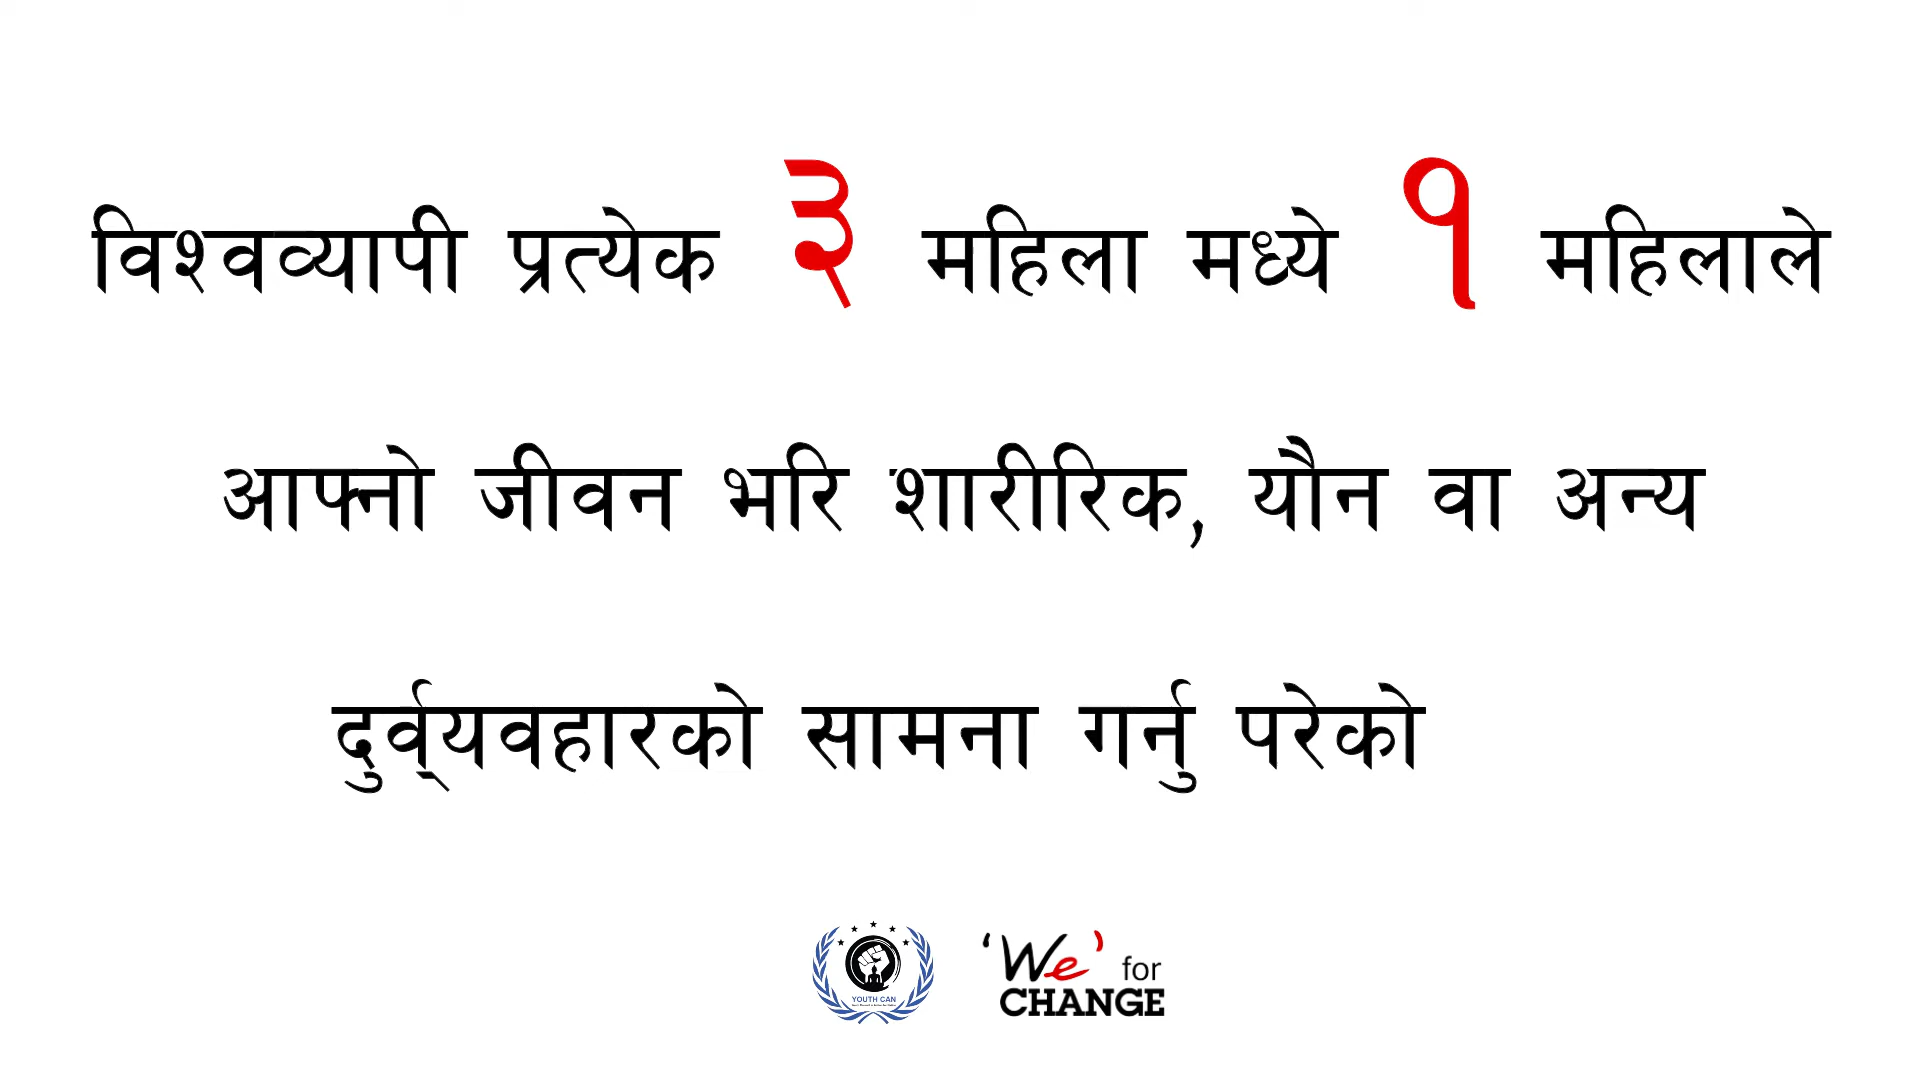 विश्वव्यापी प्रत्येक ३ महिला मध्ये १ महिलाले
आफ्नो जीवन भरि शारीरिक, यौन वा अन्य
दुर्व्‌यवहारको सामना गर्नु परेको
YOUTH CAN
'We' for
CHANGE